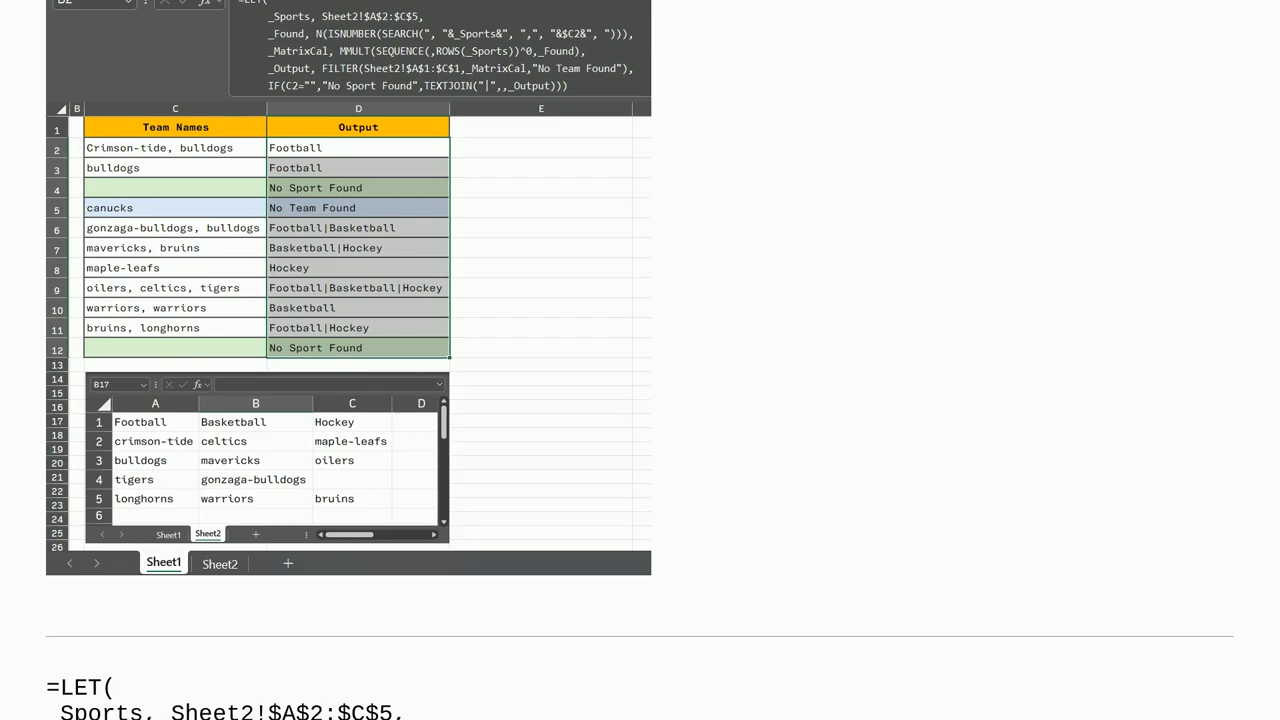 D2 fx =LET(
_Sports, Sheet2!$A$2:$C$5,
_Found, N(ISNUMBER(SEARCH(", "&_Sports&", ",", "&$C2&", "))),
_MatrixCal, MMULT(SEQUENCE(,ROWS(_Sports))^0,_Found),
_Output, FILTER(Sheet2!$A$1:$C$1,_MatrixCal,"No Team Found"),
IF(C2="","No Sport Found",TEXTJOIN("|",,_Output)))
B C D E
1 Team Names Output
2 Crimson-tide, bulldogs Football
3 bulldogs Football
4 No Sport Found
5 canucks No Team Found
6 gonzaga-bulldogs, bulldogs Football|Basketball
7 mavericks, bruins Basketball|Hockey
8 maple-leafs Hockey
9 oilers, celtics, tigers Football|Basketball|Hockey
10 warriors, warriors Basketball
11 bruins, longhorns Football|Hockey
12 No Sport Found
13
14
15
16
17
18
19
20
21
22
23
24
25
26
B17 fx
A B C D
1 Football Basketball Hockey
2 crimson-tide celtics maple-leafs
3 bulldogs mavericks oilers
4 tigers gonzaga-bulldogs
5 longhorns warriors bruins
6
Sheet1 Sheet2 +
Sheet1 Sheet2 +
=LET(
_Sports, Sheet2!$A$2:$C$5,